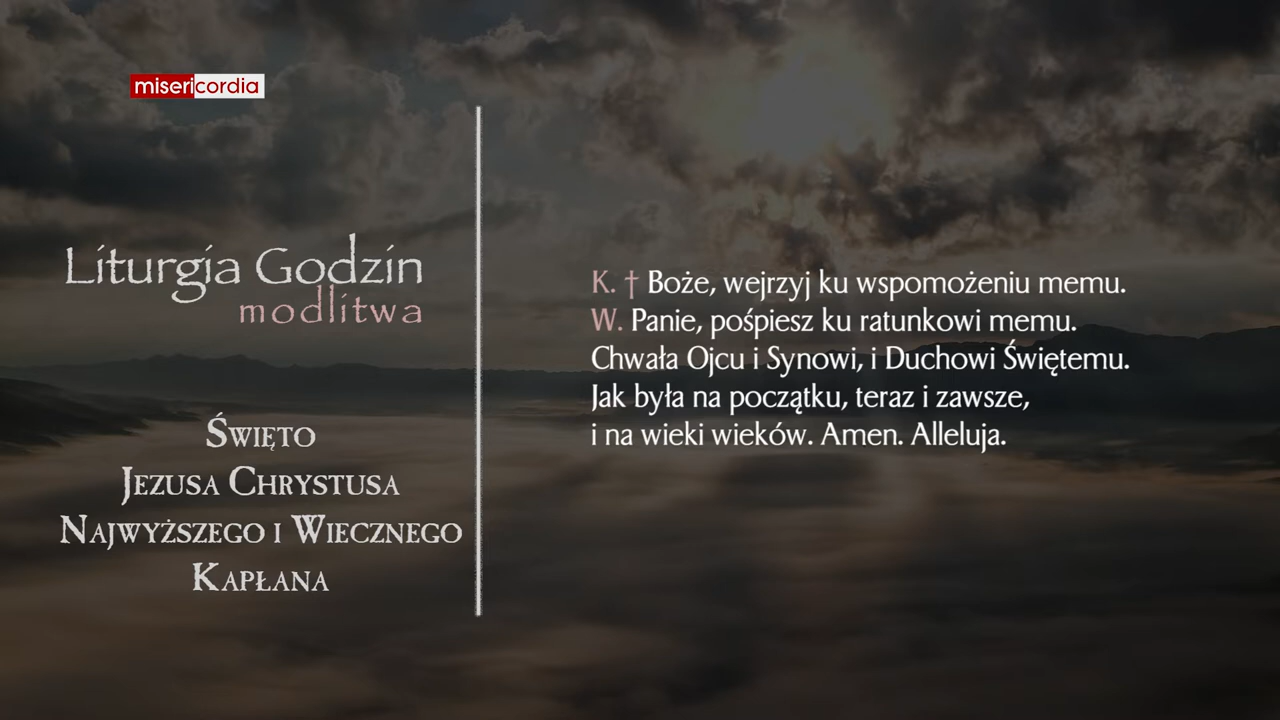 misericordia
Liturgia Godzin
modlitwa
Święto
Jezusa Chrystusa
Najwyższego i Wiecznego
Kapłana
K. † Boże, wejrzyj ku wspomożeniu memu.
W. Panie, pośpiesz ku ratunkowi memu.
Chwała Ojcu i Synowi, i Duchowi Świętemu.
Jak była na początku, teraz i zawsze,
i na wieki wieków. Amen. Alleluja.